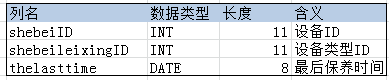 列名 数据类型 长度 含义
shebeiID INT 11 设备ID
shebeileixingID INT 11 设备类型ID
thelasttime DATE 8 最后保养时间